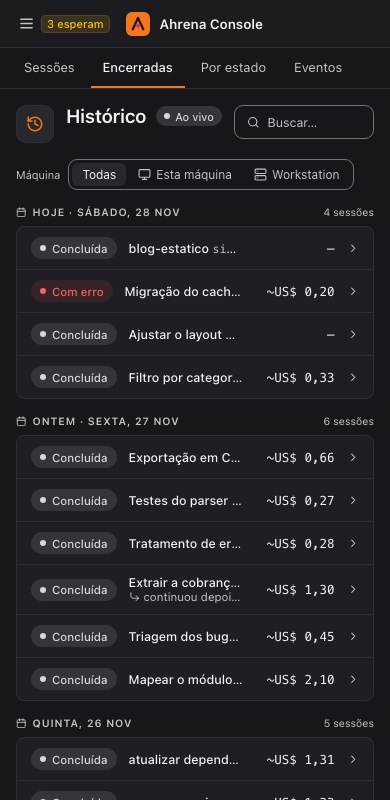 3 esperam
Ahrena Console
Sessões Encerradas Por estado Eventos
Histórico Ao vivo Buscar...
Máquina Todas Esta máquina Workstation
HOJE · SÁBADO, 28 NOV 4 sessões
Concluída blog-estatico si... —
Com erro Migração do cach... ~US$ 0,20
Concluída Ajustar o layout ... —
Concluída Filtro por categor... ~US$ 0,33
ONTEM · SEXTA, 27 NOV 6 sessões
Concluída Exportação em C... ~US$ 0,66
Concluída Testes do parser ... ~US$ 0,27
Concluída Tratamento de er... ~US$ 0,28
Concluída Extrair a cobranç... ~US$ 1,30
↳ continuou depoi...
Concluída Triagem dos bug... ~US$ 0,45
Concluída Mapear o módulo... ~US$ 2,10
QUINTA, 26 NOV 5 sessões
Concluída atualizar depend... ~US$ 1,31